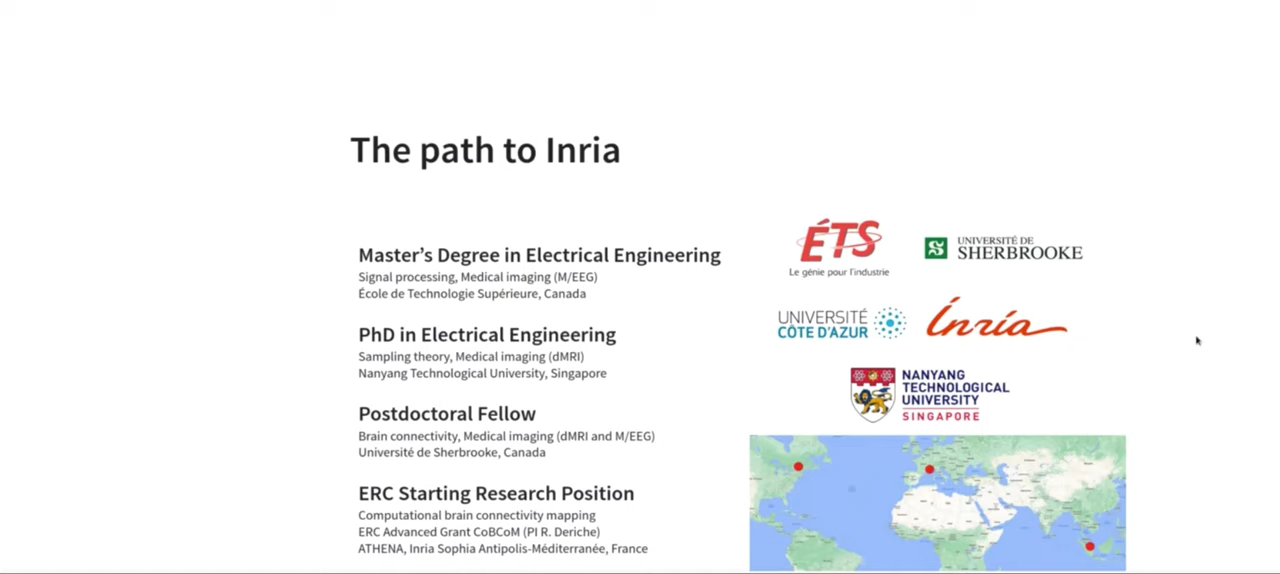 The path to Inria
Master's Degree in Electrical Engineering
Signal processing, Medical imaging (M/EEG)
École de Technologie Supérieure, Canada
PhD in Electrical Engineering
Sampling theory, Medical imaging (dMRI)
Nanyang Technological University, Singapore
Postdoctoral Fellow
Brain connectivity, Medical imaging (dMRI and M/EEG)
Université de Sherbrooke, Canada
ERC Starting Research Position
Computational brain connectivity mapping
ERC Advanced Grant CoBCoM (PI R. Deriche)
ATHENA, Inria Sophia Antipolis-Méditerranée, France
ÉTS
Le génie pour l'industrie
S
UNIVERSITÉ DE
SHERBROOKE
UNIVERSITÉ
CÔTE D'AZUR
Inria
NANYANG
TECHNOLOGICAL
UNIVERSITY
SINGAPORE